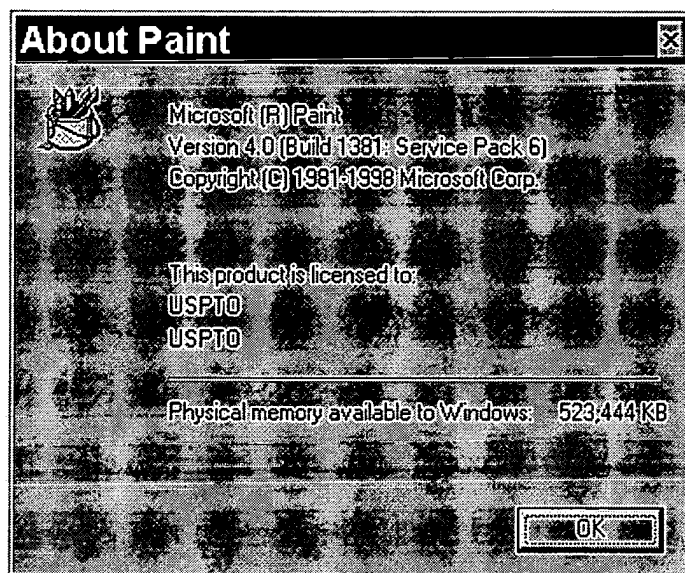 About Paint
Microsoft (R) Paint
Version 4.0 (Build 1381: Service Pack 6)
Copyright (C) 1981-1998 Microsoft Corp.
This product is licensed to:
USPTO
USPTO
Physical memory available to Windows: 523,444 KB
OK